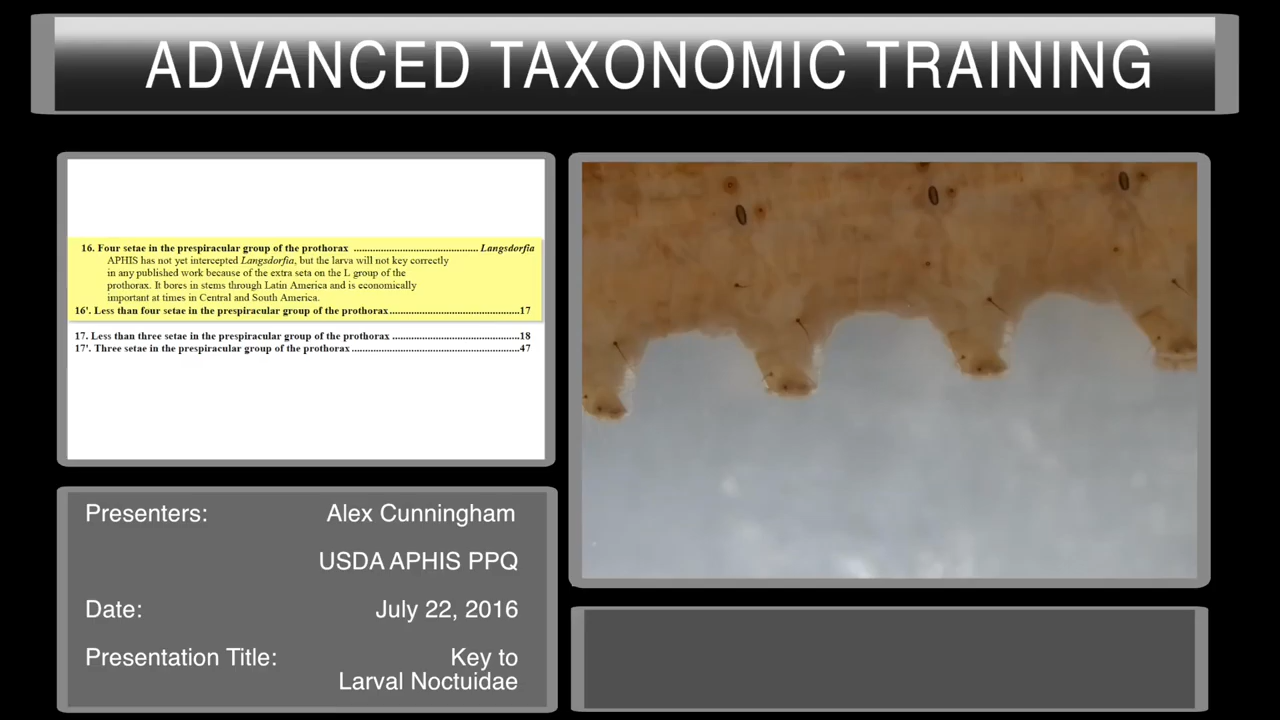 ADVANCED TAXONOMIC TRAINING
16. Four setae in the prespiracular group of the prothorax ............................................ Langsdorfia
APHIS has not yet intercepted Langsdorfia, but the larva will not key correctly
in any published work because of the extra seta on the L group of the
prothorax. It bores in stems through Latin America and is economically
important at times in Central and South America.
16'. Less than four setae in the prespiracular group of the prothorax..............................................17
17. Less than three setae in the prespiracular group of the prothorax ..............................................18
17'. Three setae in the prespiracular group of the prothorax............................................................47
Presenters: Alex Cunningham
USDA APHIS PPQ
Date: July 22, 2016
Presentation Title: Key to
Larval Noctuidae